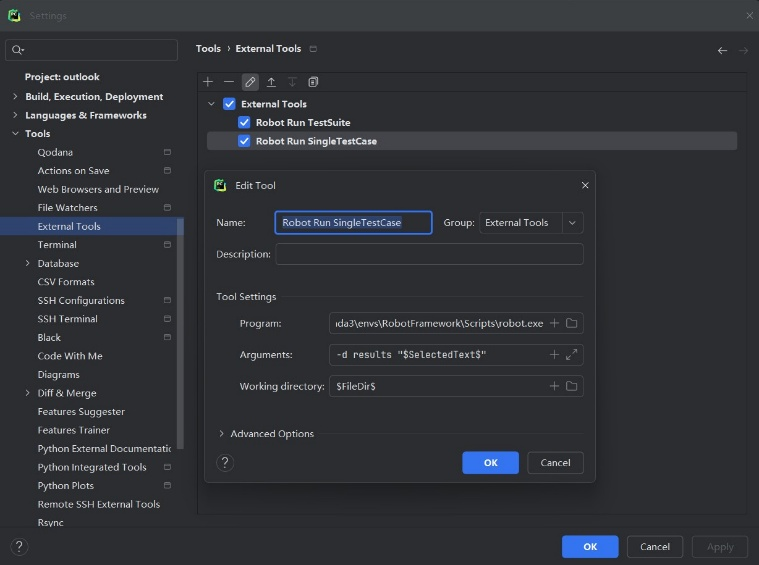 Settings
Tools › External Tools
Project: outlook
Build, Execution, Deployment
Languages & Frameworks
Tools
Qodana
Actions on Save
Web Browsers and Preview
File Watchers
External Tools
Terminal
Database
CSV Formats
SSH Configurations
SSH Terminal
Black
Code With Me
Diagrams
Diff & Merge
Features Suggester
Features Trainer
Python External Documentatic
Python Integrated Tools
Python Plots
Remote SSH External Tools
Rsync
External Tools
Robot Run TestSuite
Robot Run SingleTestCase
Edit Tool
Name: Robot Run SingleTestCase Group: External Tools
Description:
Tool Settings
Program: ıda3\envs\RobotFramework\Scripts\robot.exe
Arguments: -d results "$SelectedText$"
Working directory: $FileDir$
Advanced Options
? OK Cancel
? OK Cancel Apply